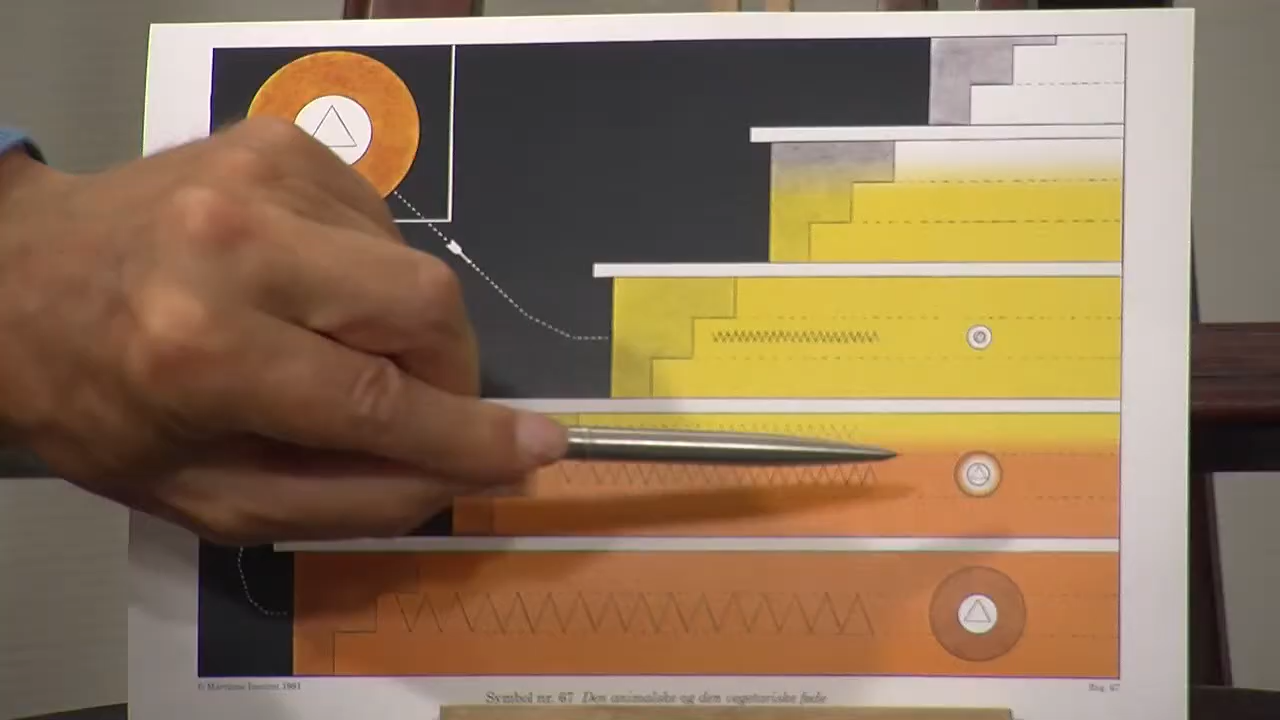 © Martinus Institut 1981
Symbol nr. 67 Den animalske og den vegetariske føde
Reg. 67